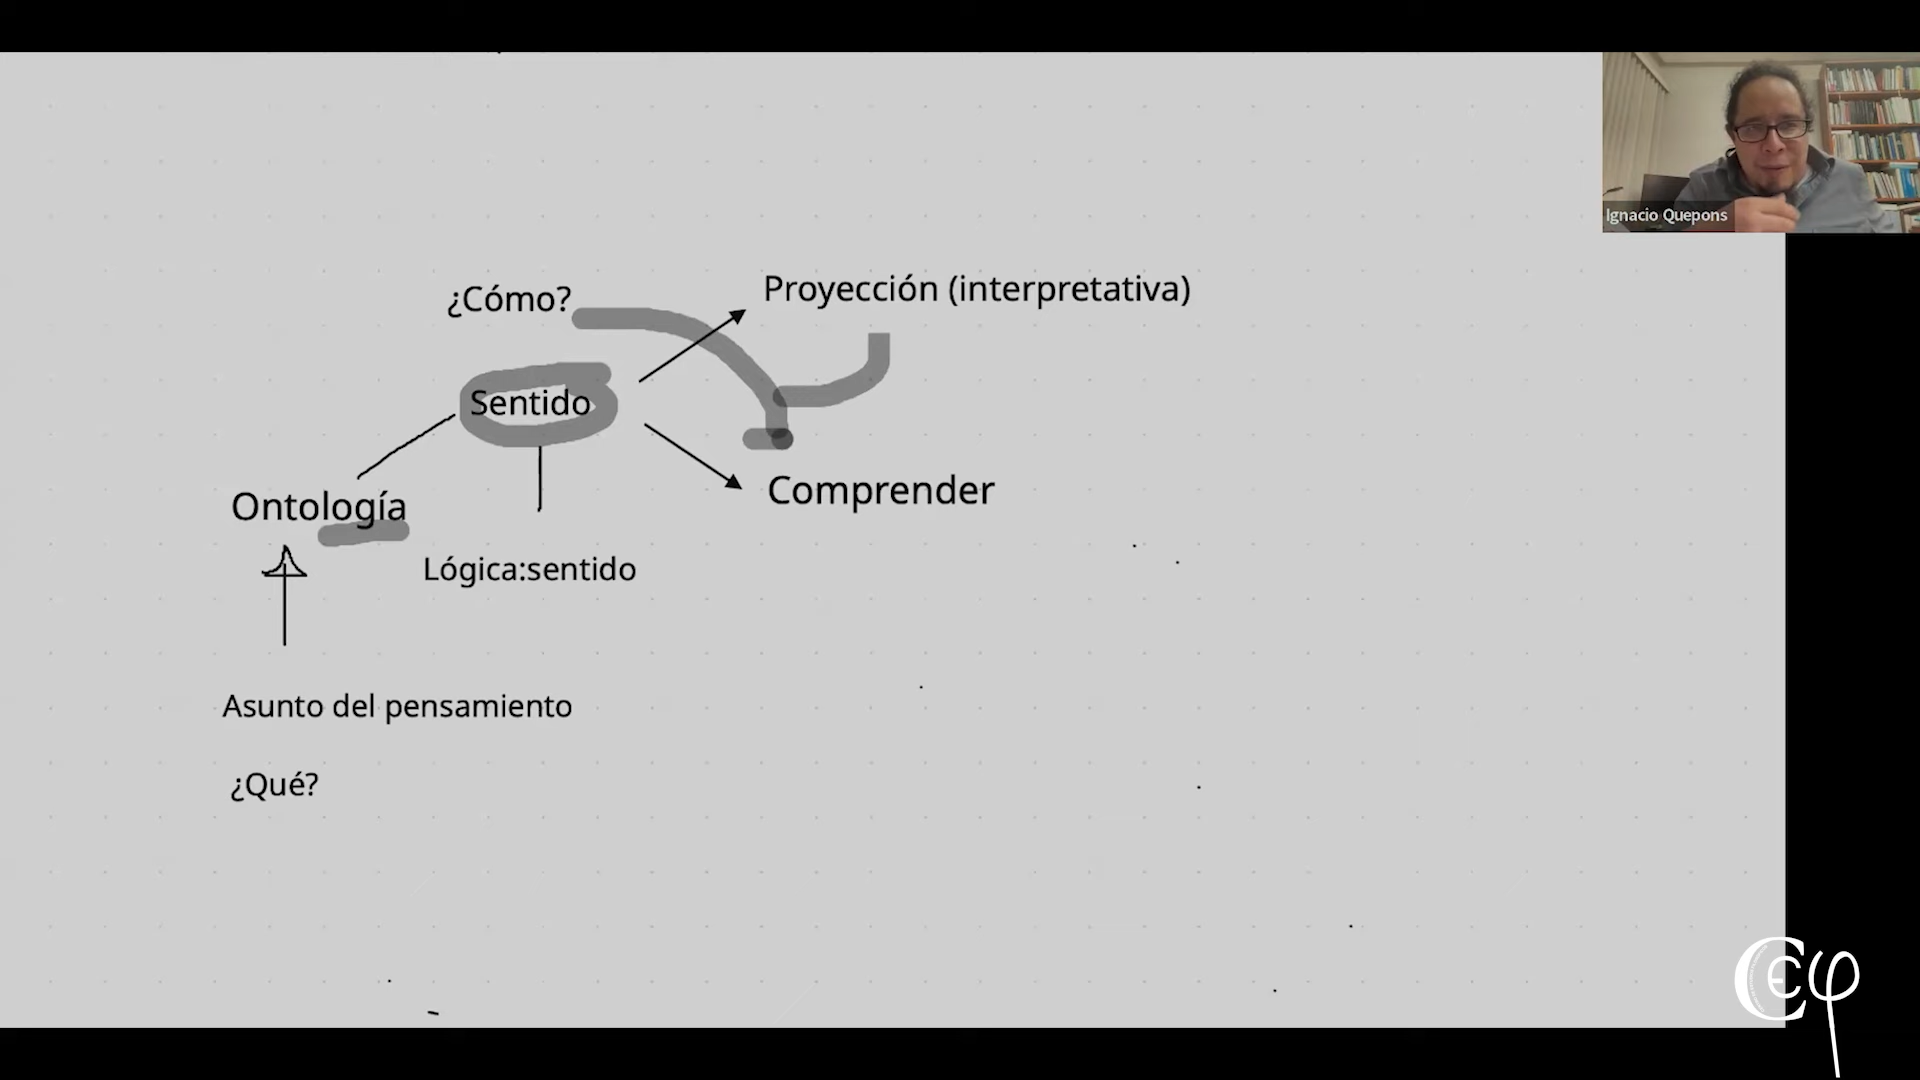 Ignacio Quepons
¿Cómo?
Proyección (interpretativa)
Sentido
Ontología
Comprender
Lógica:sentido
Asunto del pensamiento
¿Qué?